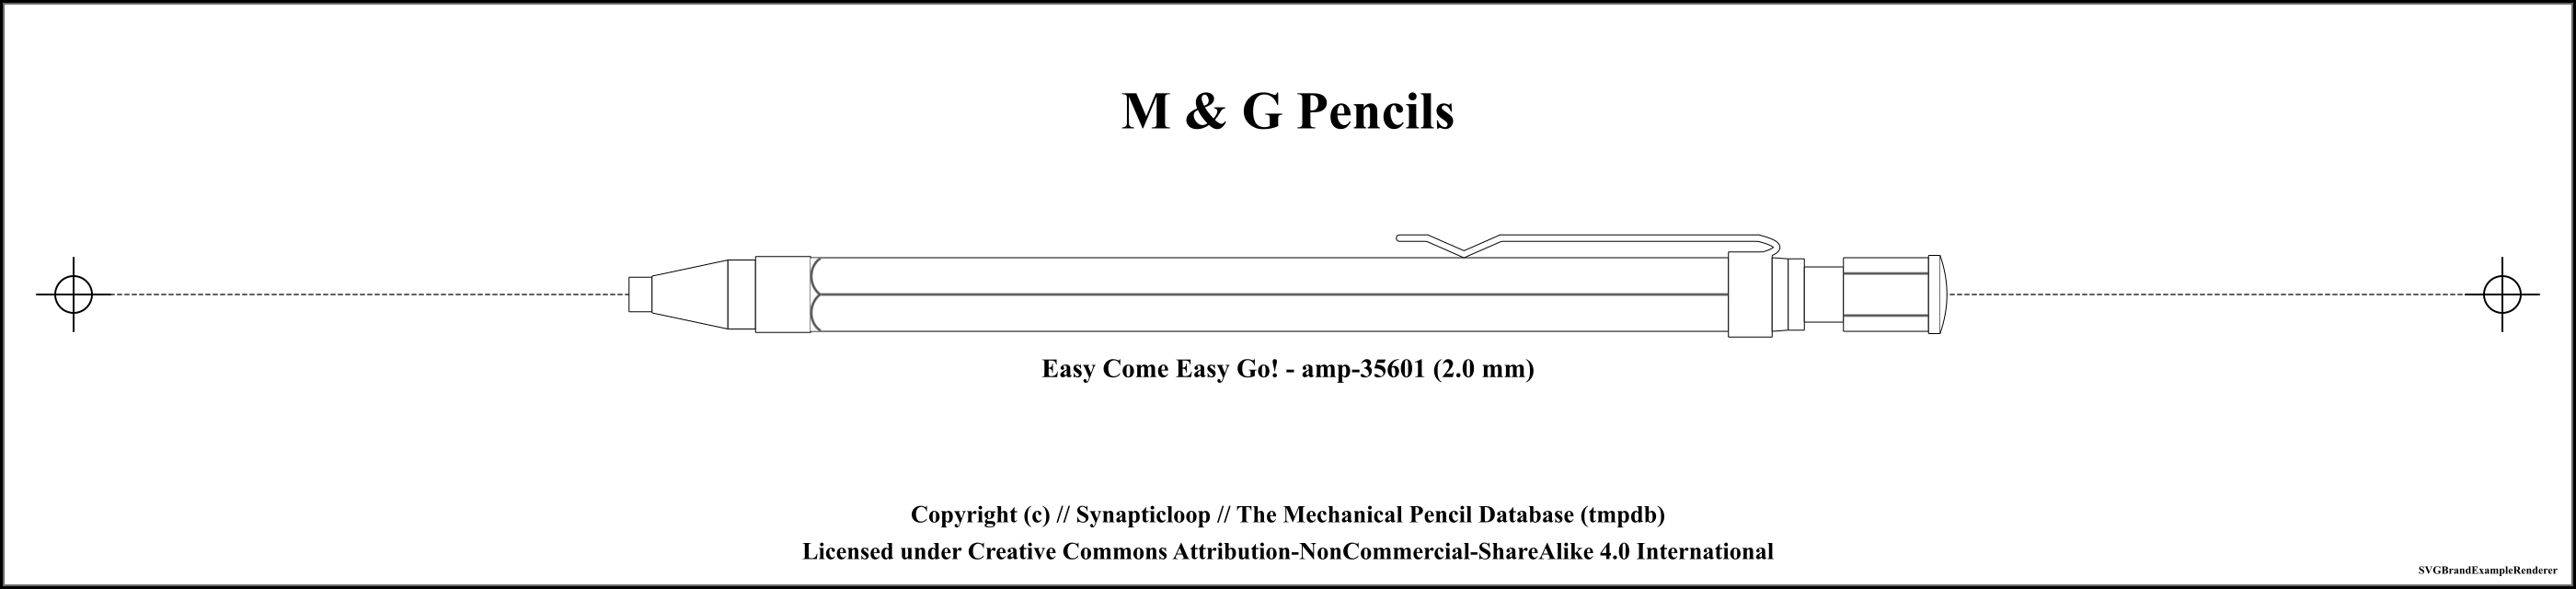 M & G Pencils
Easy Come Easy Go! - amp-35601 (2.0 mm)
Copyright (c) // Synapticloop // The Mechanical Pencil Database (tmpdb)
Licensed under Creative Commons Attribution-NonCommercial-ShareAlike 4.0 International
SVGBrandExampleRenderer